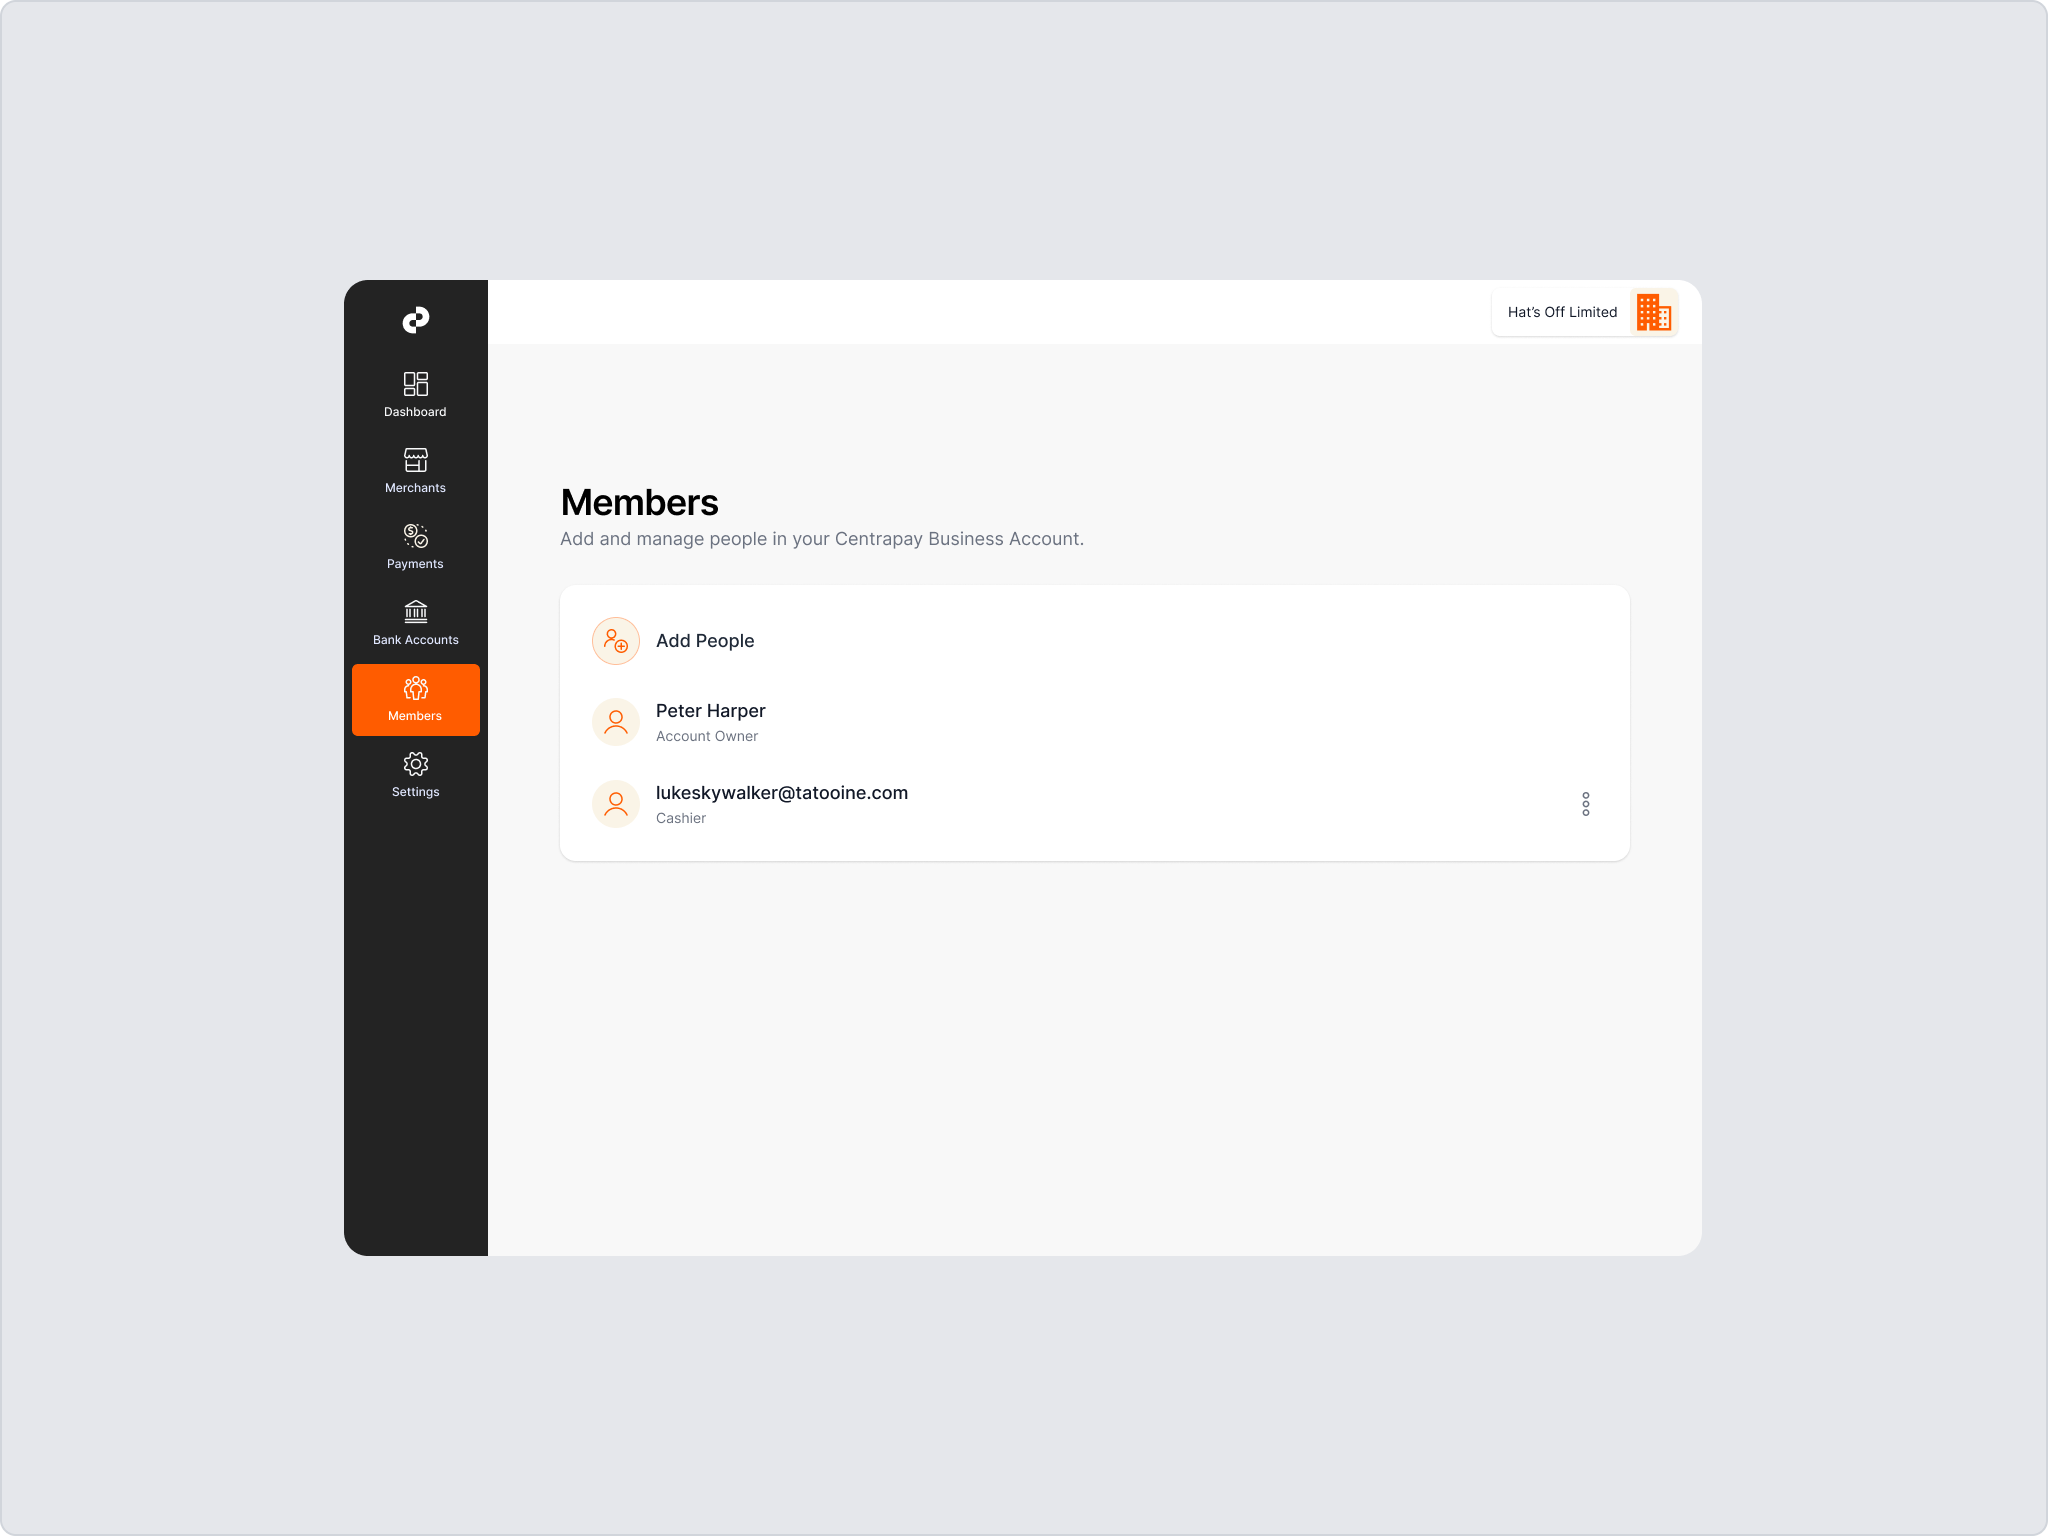 Hat’s Off Limited
Dashboard
Merchants
Payments
Bank Accounts
Members
Settings
Members
Add and manage people in your Centrapay Business Account.
Add People
Peter Harper
Account Owner
lukeskywalker@tatooine.com
Cashier